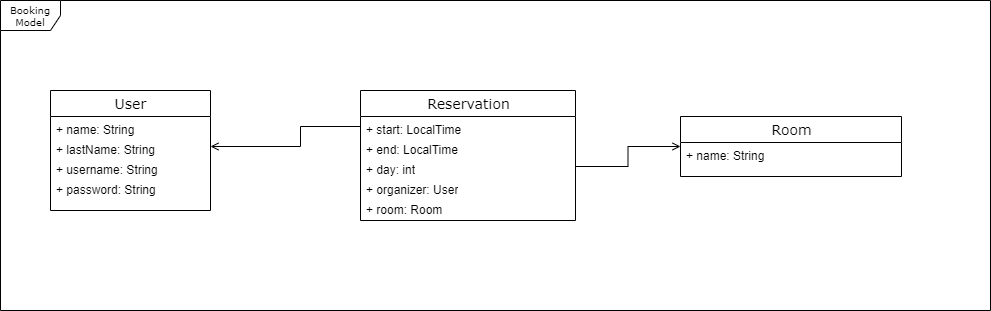 Booking
Model
User
+ name: String
+ lastName: String
+ username: String
+ password: String
Reservation
+ start: LocalTime
+ end: LocalTime
+ day: int
+ organizer: User
+ room: Room
Room
+ name: String